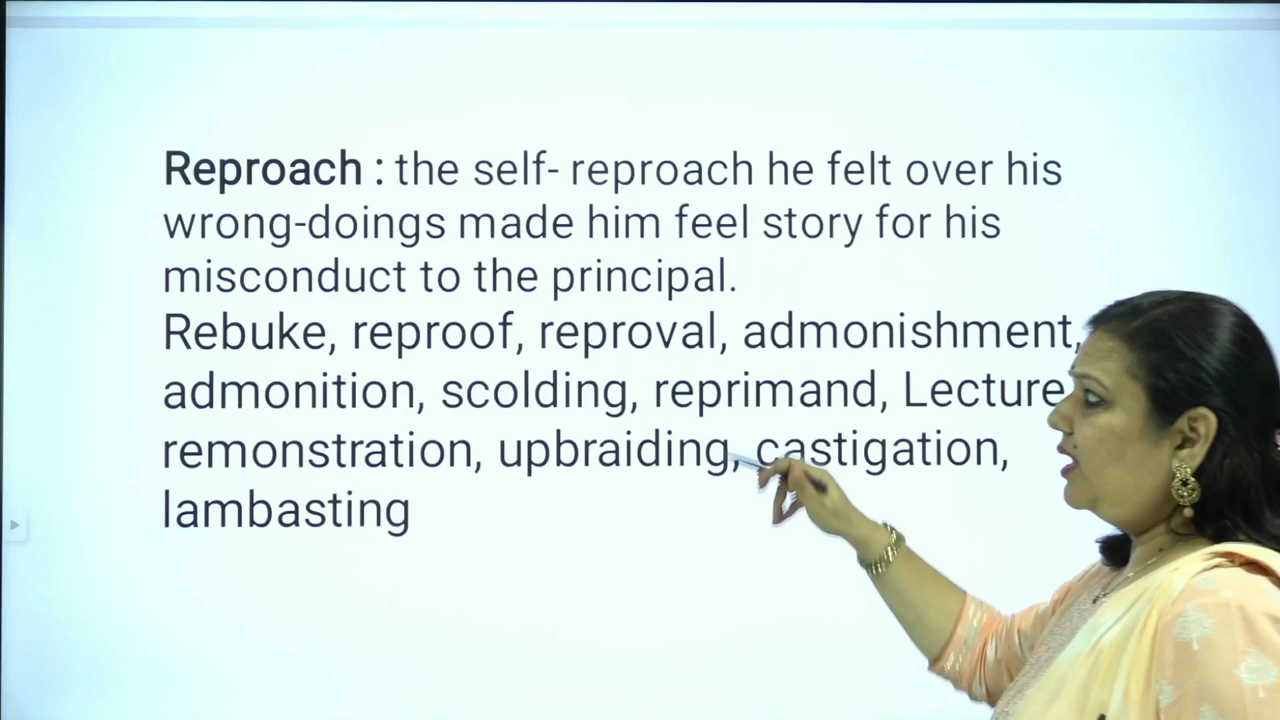 Reproach : the self- reproach he felt over his
wrong-doings made him feel story for his
misconduct to the principal.
Rebuke, reproof, reproval, admonishment,
admonition, scolding, reprimand, Lecture
remonstration, upbraiding, castigation,
lambasting